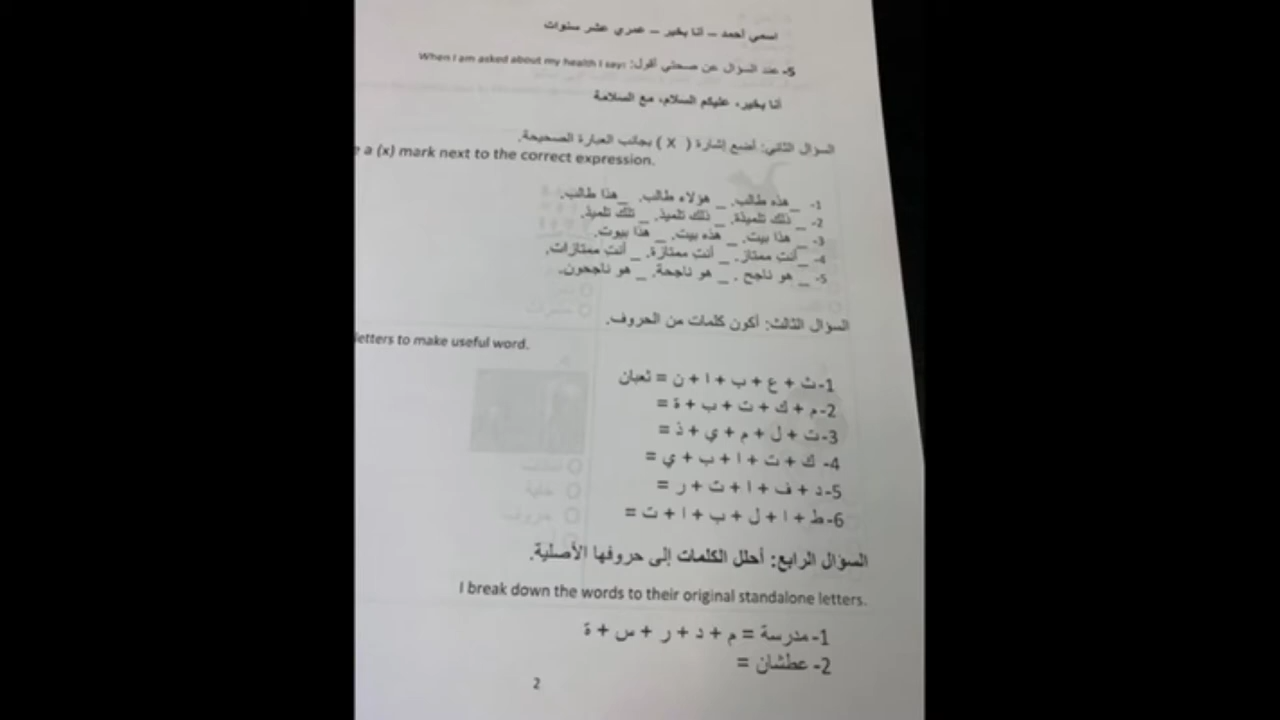 اسمي أحمد – أنا بخير – عمري عشر سنوات
5- عند السؤال عن صحتي أقول: When I am asked about my health I say:
أنا بخير، عليكم السلام، مع السلامة
السؤال الثاني: أضع إشارة ( X ) بجانب العبارة الصحيحة.
a (x) mark next to the correct expression.
1- _هذه طالب. _ هؤلاء طالب. _هذا طالب.
2- _ ذلك تلميذة. _ ذلك تلميذ. _ تلك تلميذ.
3- _ هذا بيت. _ هذه بيت. _ هذا بيوت.
4- _أنتِ ممتاز. _ أنتِ ممتازة. _ أنتِ ممتازات.
5- _ هو ناجح . _ هو ناجحة. _ هو ناجحون.
السؤال الثالث: أكون كلمات من الحروف.
letters to make useful word.
1-ث + ع + ب + ا + ن = ثعبان
2-م + ك + ت + ب + ة =
3-ت + ل + م + ي + ذ =
4- ك + ت + ا + ب + ي =
5-د + ف + ا + ت + ر =
6-ط + ا + ل + ب + ا + ت =
السؤال الرابع: أحلل الكلمات إلى حروفها الأصلية.
I break down the words to their original standalone letters.
1-مدرسة = م + د + ر + س + ة
2- عطشان =
2